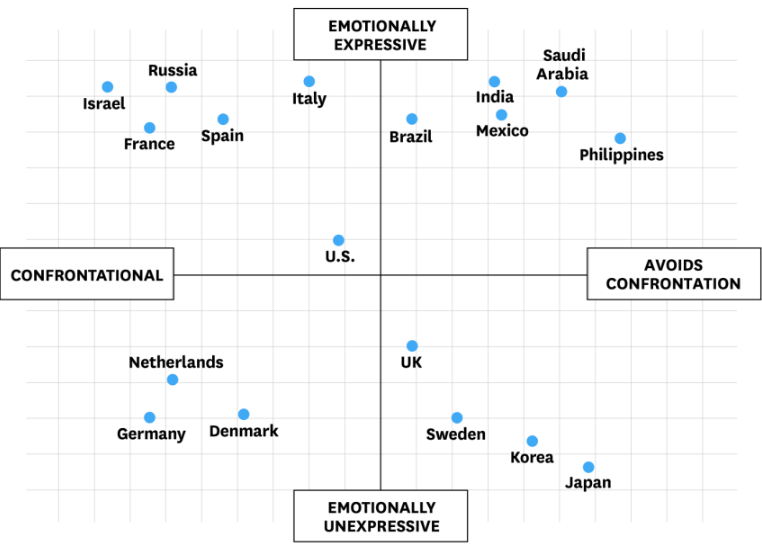 EMOTIONALLY
EXPRESSIVE
Saudi
Arabia
Russia
Israel
Italy
India
France
Spain
Brazil
Mexico
Philippines
U.S.
CONFRONTATIONAL
AVOIDS
CONFRONTATION
Netherlands
UK
Germany
Denmark
Sweden
Korea
Japan
EMOTIONALLY
UNEXPRESSIVE